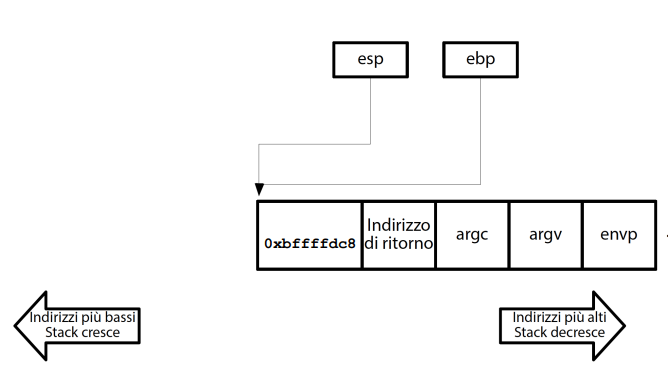 esp
ebp
0xbffffdc8
Indirizzo
di ritorno
argc
argv
envp
Indirizzi più bassi
Stack cresce
Indirizzi più alti
Stack decresce